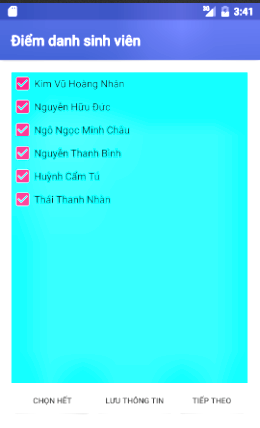 3G 3:41
Điểm danh sinh viên
Kim Vũ Hoàng Nhân
Nguyễn Hữu Đức
Ngô Ngọc Minh Châu
Nguyễn Thanh Bình
Huỳnh Cẩm Tú
Thái Thanh Nhàn
CHỌN HẾT LƯU THÔNG TIN TIẾP THEO